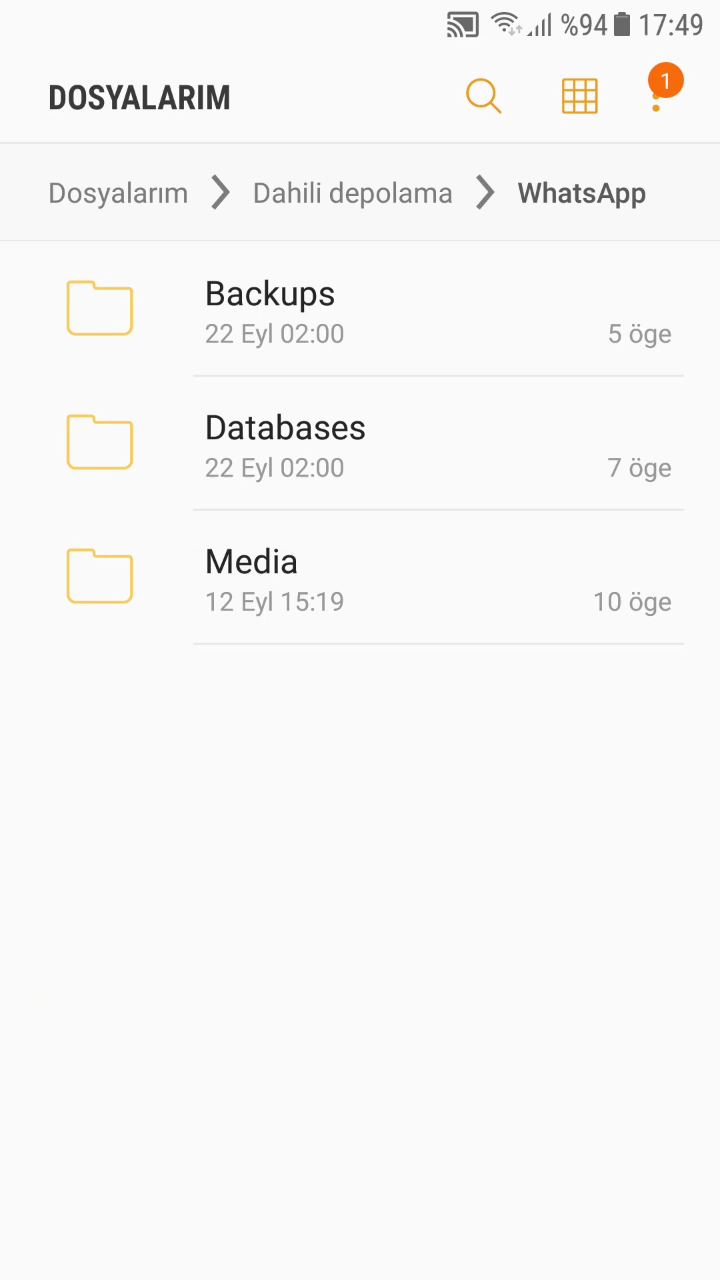 %94 17:49
DOSYALARIM
1
Dosyalarım Dahili depolama WhatsApp
Backups
22 Eyl 02:00 5 öge
Databases
22 Eyl 02:00 7 öge
Media
12 Eyl 15:19 10 öge